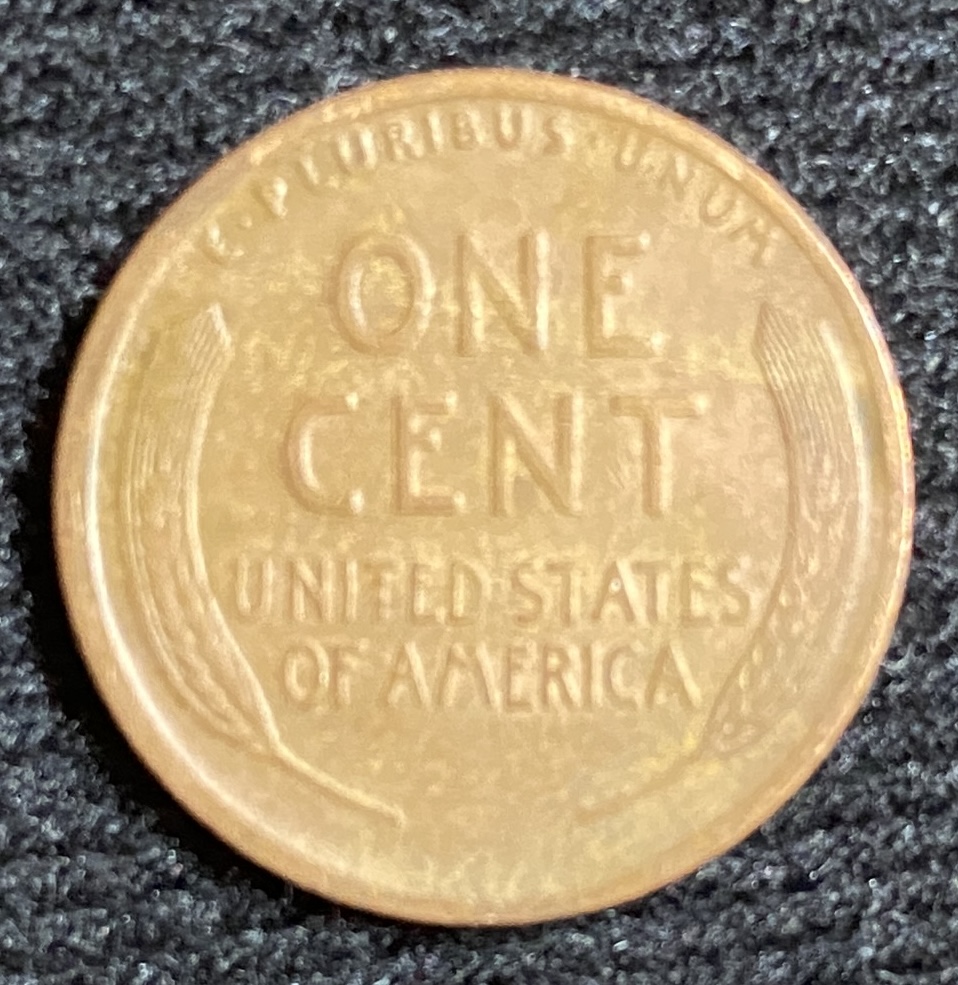 E·PLURIBUS·UNUM
ONE
CENT
UNITED·STATES
OF AMERICA